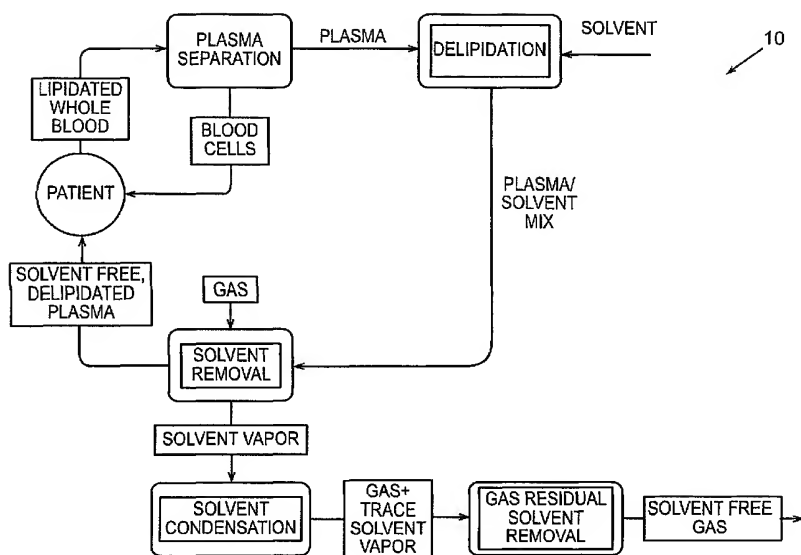 PLASMA
SEPARATION
PLASMA
DELIPIDATION
SOLVENT
10
LIPIDATED
WHOLE
BLOOD
BLOOD
CELLS
PATIENT
PLASMA/
SOLVENT
MIX
SOLVENT FREE,
DELIPIDATED
PLASMA
GAS
SOLVENT
REMOVAL
SOLVENT VAPOR
SOLVENT
CONDENSATION
GAS+
TRACE
SOLVENT
VAPOR
GAS RESIDUAL
SOLVENT
REMOVAL
SOLVENT FREE
GAS